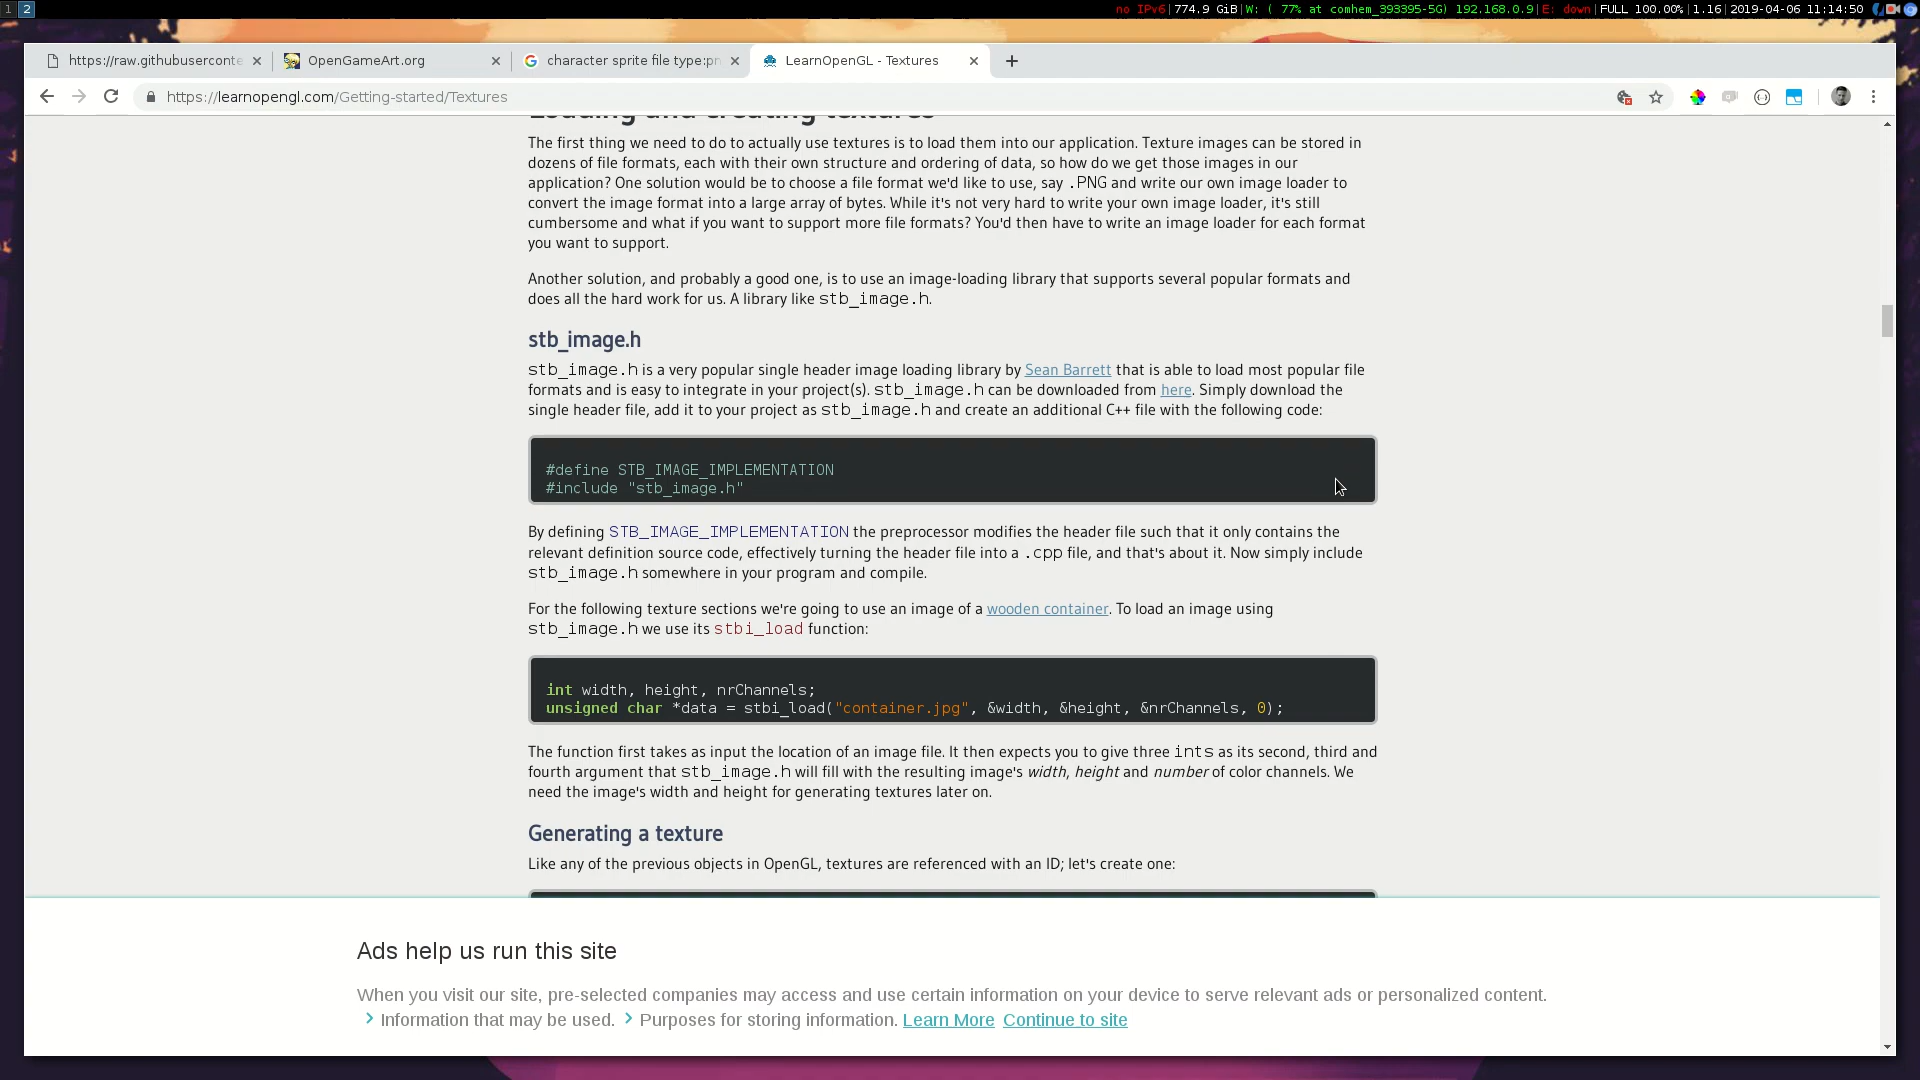 1 2
no IPv6|774.9 GiB|W: ( 77% at comhem_393395-5G) 192.168.0.9|E: down|FULL 100.00%|1.16|2019-04-06 11:14:50
https://raw.githubuserconte
OpenGameArt.org
character sprite file type:pn
LearnOpenGL - Textures
https://learnopengl.com/Getting-started/Textures
Loading and creating textures
The first thing we need to do to actually use textures is to load them into our application. Texture images can be stored in
dozens of file formats, each with their own structure and ordering of data, so how do we get those images in our
application? One solution would be to choose a file format we'd like to use, say .PNG and write our own image loader to
convert the image format into a large array of bytes. While it's not very hard to write your own image loader, it's still
cumbersome and what if you want to support more file formats? You'd then have to write an image loader for each format
you want to support.
Another solution, and probably a good one, is to use an image-loading library that supports several popular formats and
does all the hard work for us. A library like stb_image.h.
stb_image.h
stb_image.h is a very popular single header image loading library by Sean Barrett that is able to load most popular file
formats and is easy to integrate in your project(s). stb_image.h can be downloaded from here. Simply download the
single header file, add it to your project as stb_image.h and create an additional C++ file with the following code:
#define STB_IMAGE_IMPLEMENTATION
#include "stb_image.h"
By defining STB_IMAGE_IMPLEMENTATION the preprocessor modifies the header file such that it only contains the
relevant definition source code, effectively turning the header file into a .cpp file, and that's about it. Now simply include
stb_image.h somewhere in your program and compile.
For the following texture sections we're going to use an image of a wooden container. To load an image using
stb_image.h we use its stbi_load function:
int width, height, nrChannels;
unsigned char *data = stbi_load("container.jpg", &width, &height, &nrChannels, 0);
The function first takes as input the location of an image file. It then expects you to give three ints as its second, third and
fourth argument that stb_image.h will fill with the resulting image's width, height and number of color channels. We
need the image's width and height for generating textures later on.
Generating a texture
Like any of the previous objects in OpenGL, textures are referenced with an ID; let's create one:
Ads help us run this site
When you visit our site, pre-selected companies may access and use certain information on your device to serve relevant ads or personalized content.
Information that may be used. Purposes for storing information. Learn More Continue to site